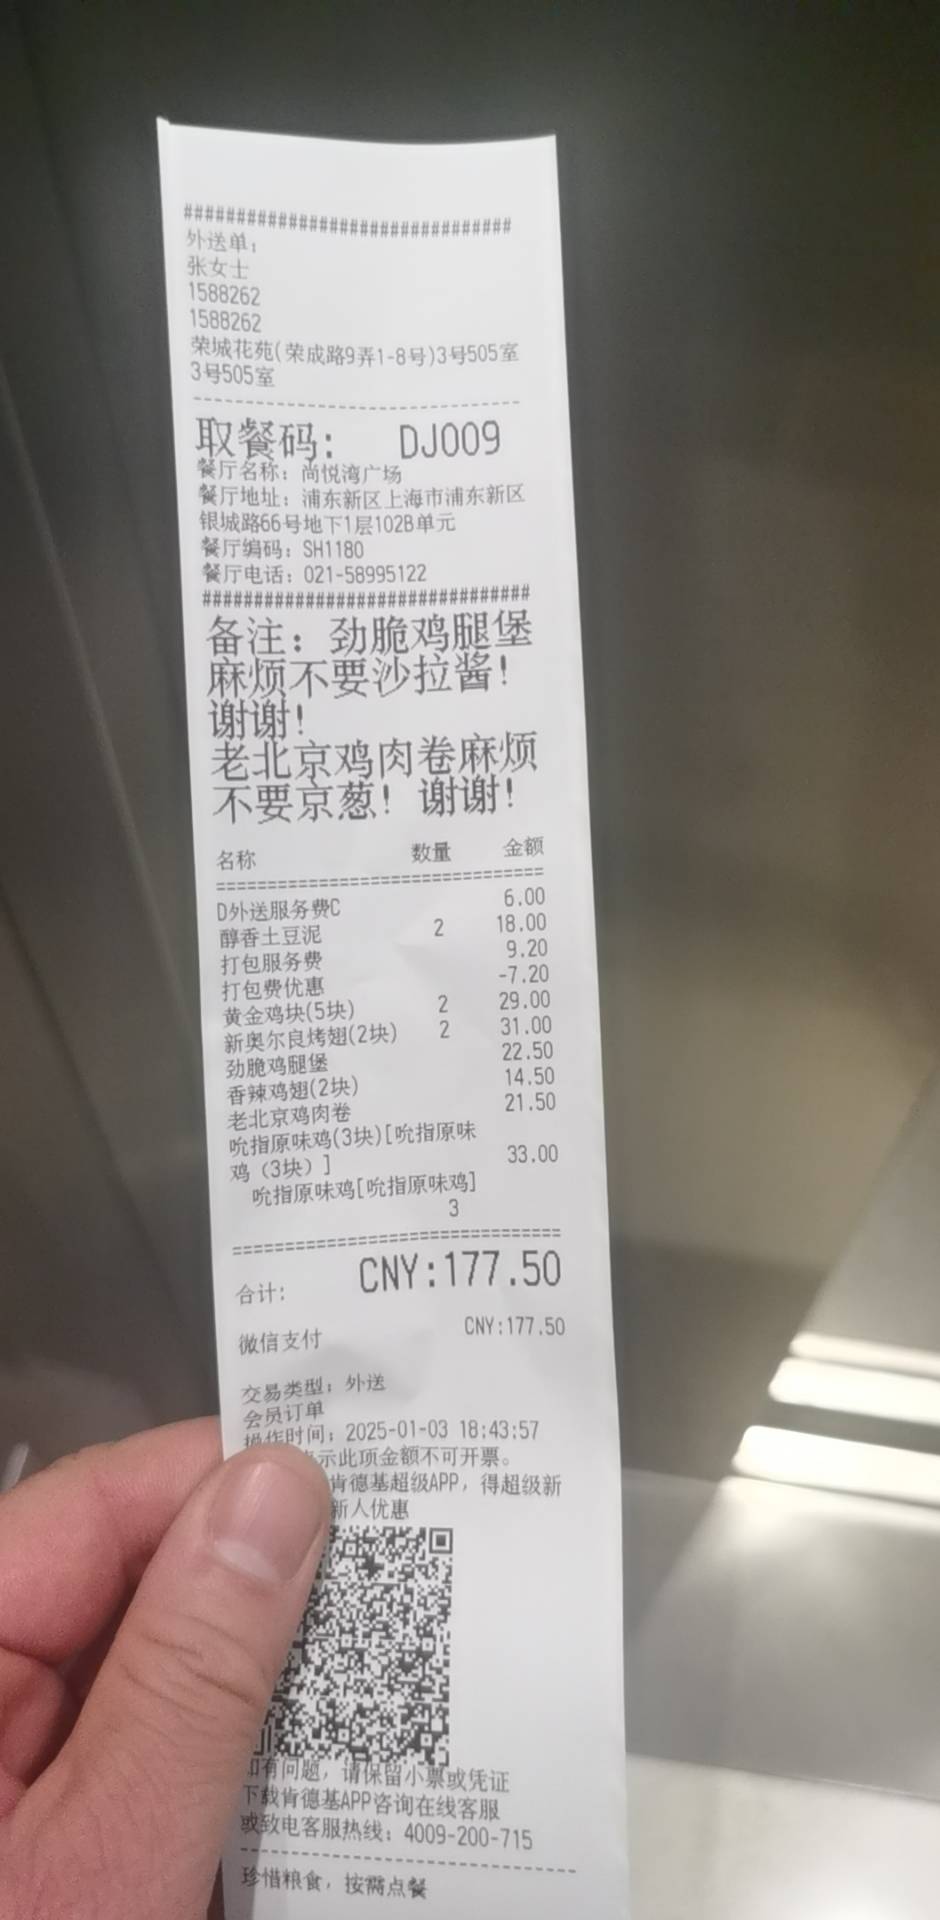 ################################
外送单:
张女士
1588262
1588262
荣城花苑(荣成路9弄1-8号)3号505室
3号505室
取餐码: DJ009
餐厅名称: 尚悦湾广场
餐厅地址: 浦东新区上海市浦东新区
银城路66号地下1层102B单元
餐厅编码: SH1180
餐厅电话: 021-58995122
################################
备注: 劲脆鸡腿堡
麻烦不要沙拉酱!
谢谢!
老北京鸡肉卷麻烦
不要京葱! 谢谢!
名称 数量 金额
==============================
D外送服务费C 6.00
醇香土豆泥 2 18.00
打包服务费 9.20
打包费优惠 -7.20
黄金鸡块(5块) 2 29.00
新奥尔良烤翅(2块) 2 31.00
劲脆鸡腿堡 22.50
香辣鸡翅(2块) 14.50
老北京鸡肉卷 21.50
吮指原味鸡(3块)[吮指原味
鸡（3块）] 33.00
吮指原味鸡[吮指原味鸡]
3
==============================
合计: CNY:177.50
微信支付 CNY:177.50
交易类型: 外送
会员订单
操作时间: 2025-01-03 18:43:57
示此项金额不可开票。
肯德基超级APP，得超级新
新人优惠
如有问题，请保留小票或凭证
下载肯德基APP咨询在线客服
或致电客服热线: 4009-200-715
珍惜粮食，按需点餐